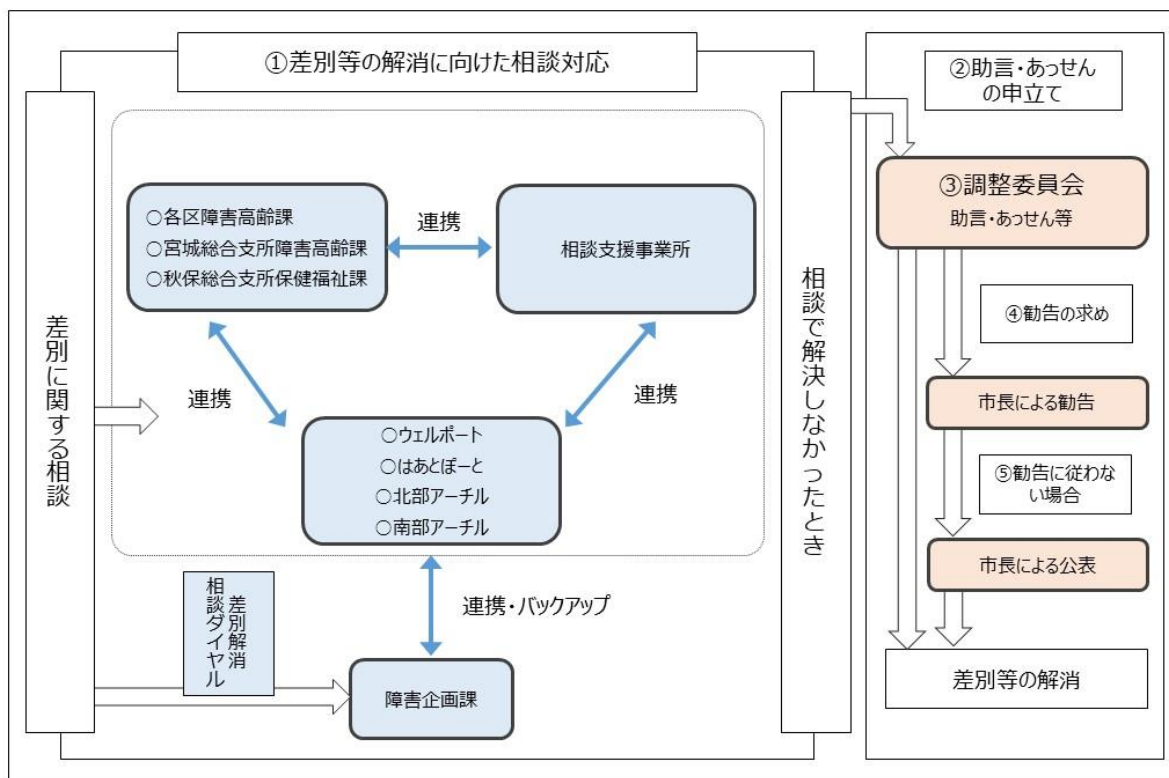 ①差別等の解消に向けた相談対応
差別に関する相談
○各区障害高齢課
○宮城総合支所障害高齢課
○秋保総合支所保健福祉課
連携
相談支援事業所
連携
連携
○ウェルポート
○はあとぽーと
○北部アーチル
○南部アーチル
連携・バックアップ
差別解消
相談ダイヤル
障害企画課
相談で解決しなかったとき
②助言・あっせん
の申立て
③調整委員会
助言・あっせん等
④勧告の求め
市長による勧告
⑤勧告に従わな
い場合
市長による公表
差別等の解消